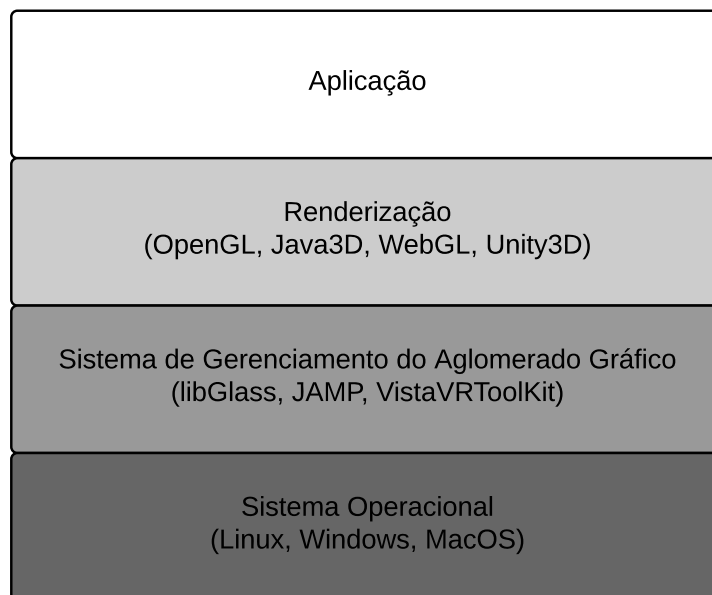 Aplicação
Renderização
(OpenGL, Java3D, WebGL, Unity3D)
Sistema de Gerenciamento do Aglomerado Gráfico
(libGlass, JAMP, VistaVRToolKit)
Sistema Operacional
(Linux, Windows, MacOS)